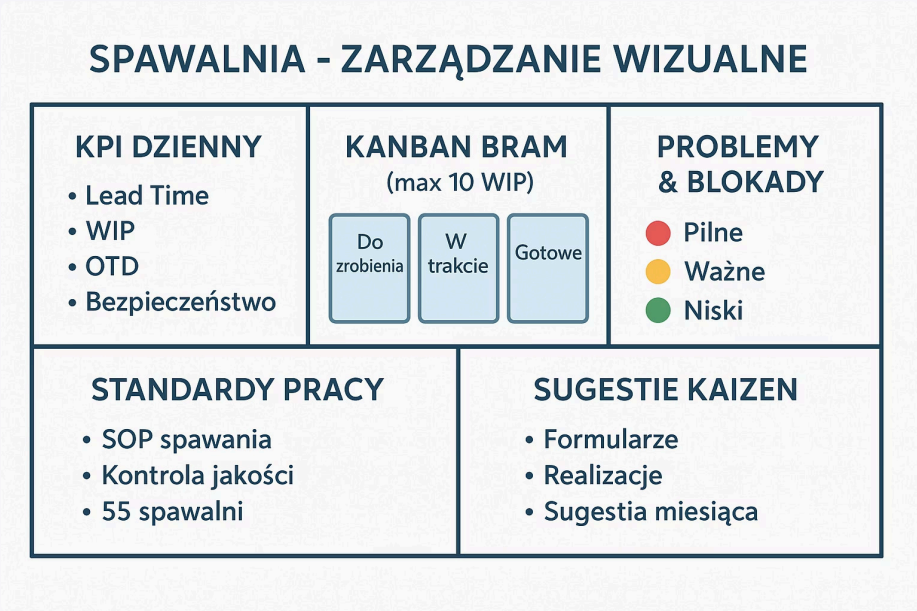 SPAWALNIA - ZARZĄDZANIE WIZUALNE
KPI DZIENNY
• Lead Time
• WIP
• OTD
• Bezpieczeństwo
KANBAN BRAM
(max 10 WIP)
Do
zrobienia
W
trakcie
Gotowe
PROBLEMY
& BLOKADY
Pilne
Ważne
Niski
STANDARDY PRACY
• SOP spawania
• Kontrola jakości
• 55 spawalni
SUGESTIE KAIZEN
• Formularze
• Realizacje
• Sugestia miesiąca